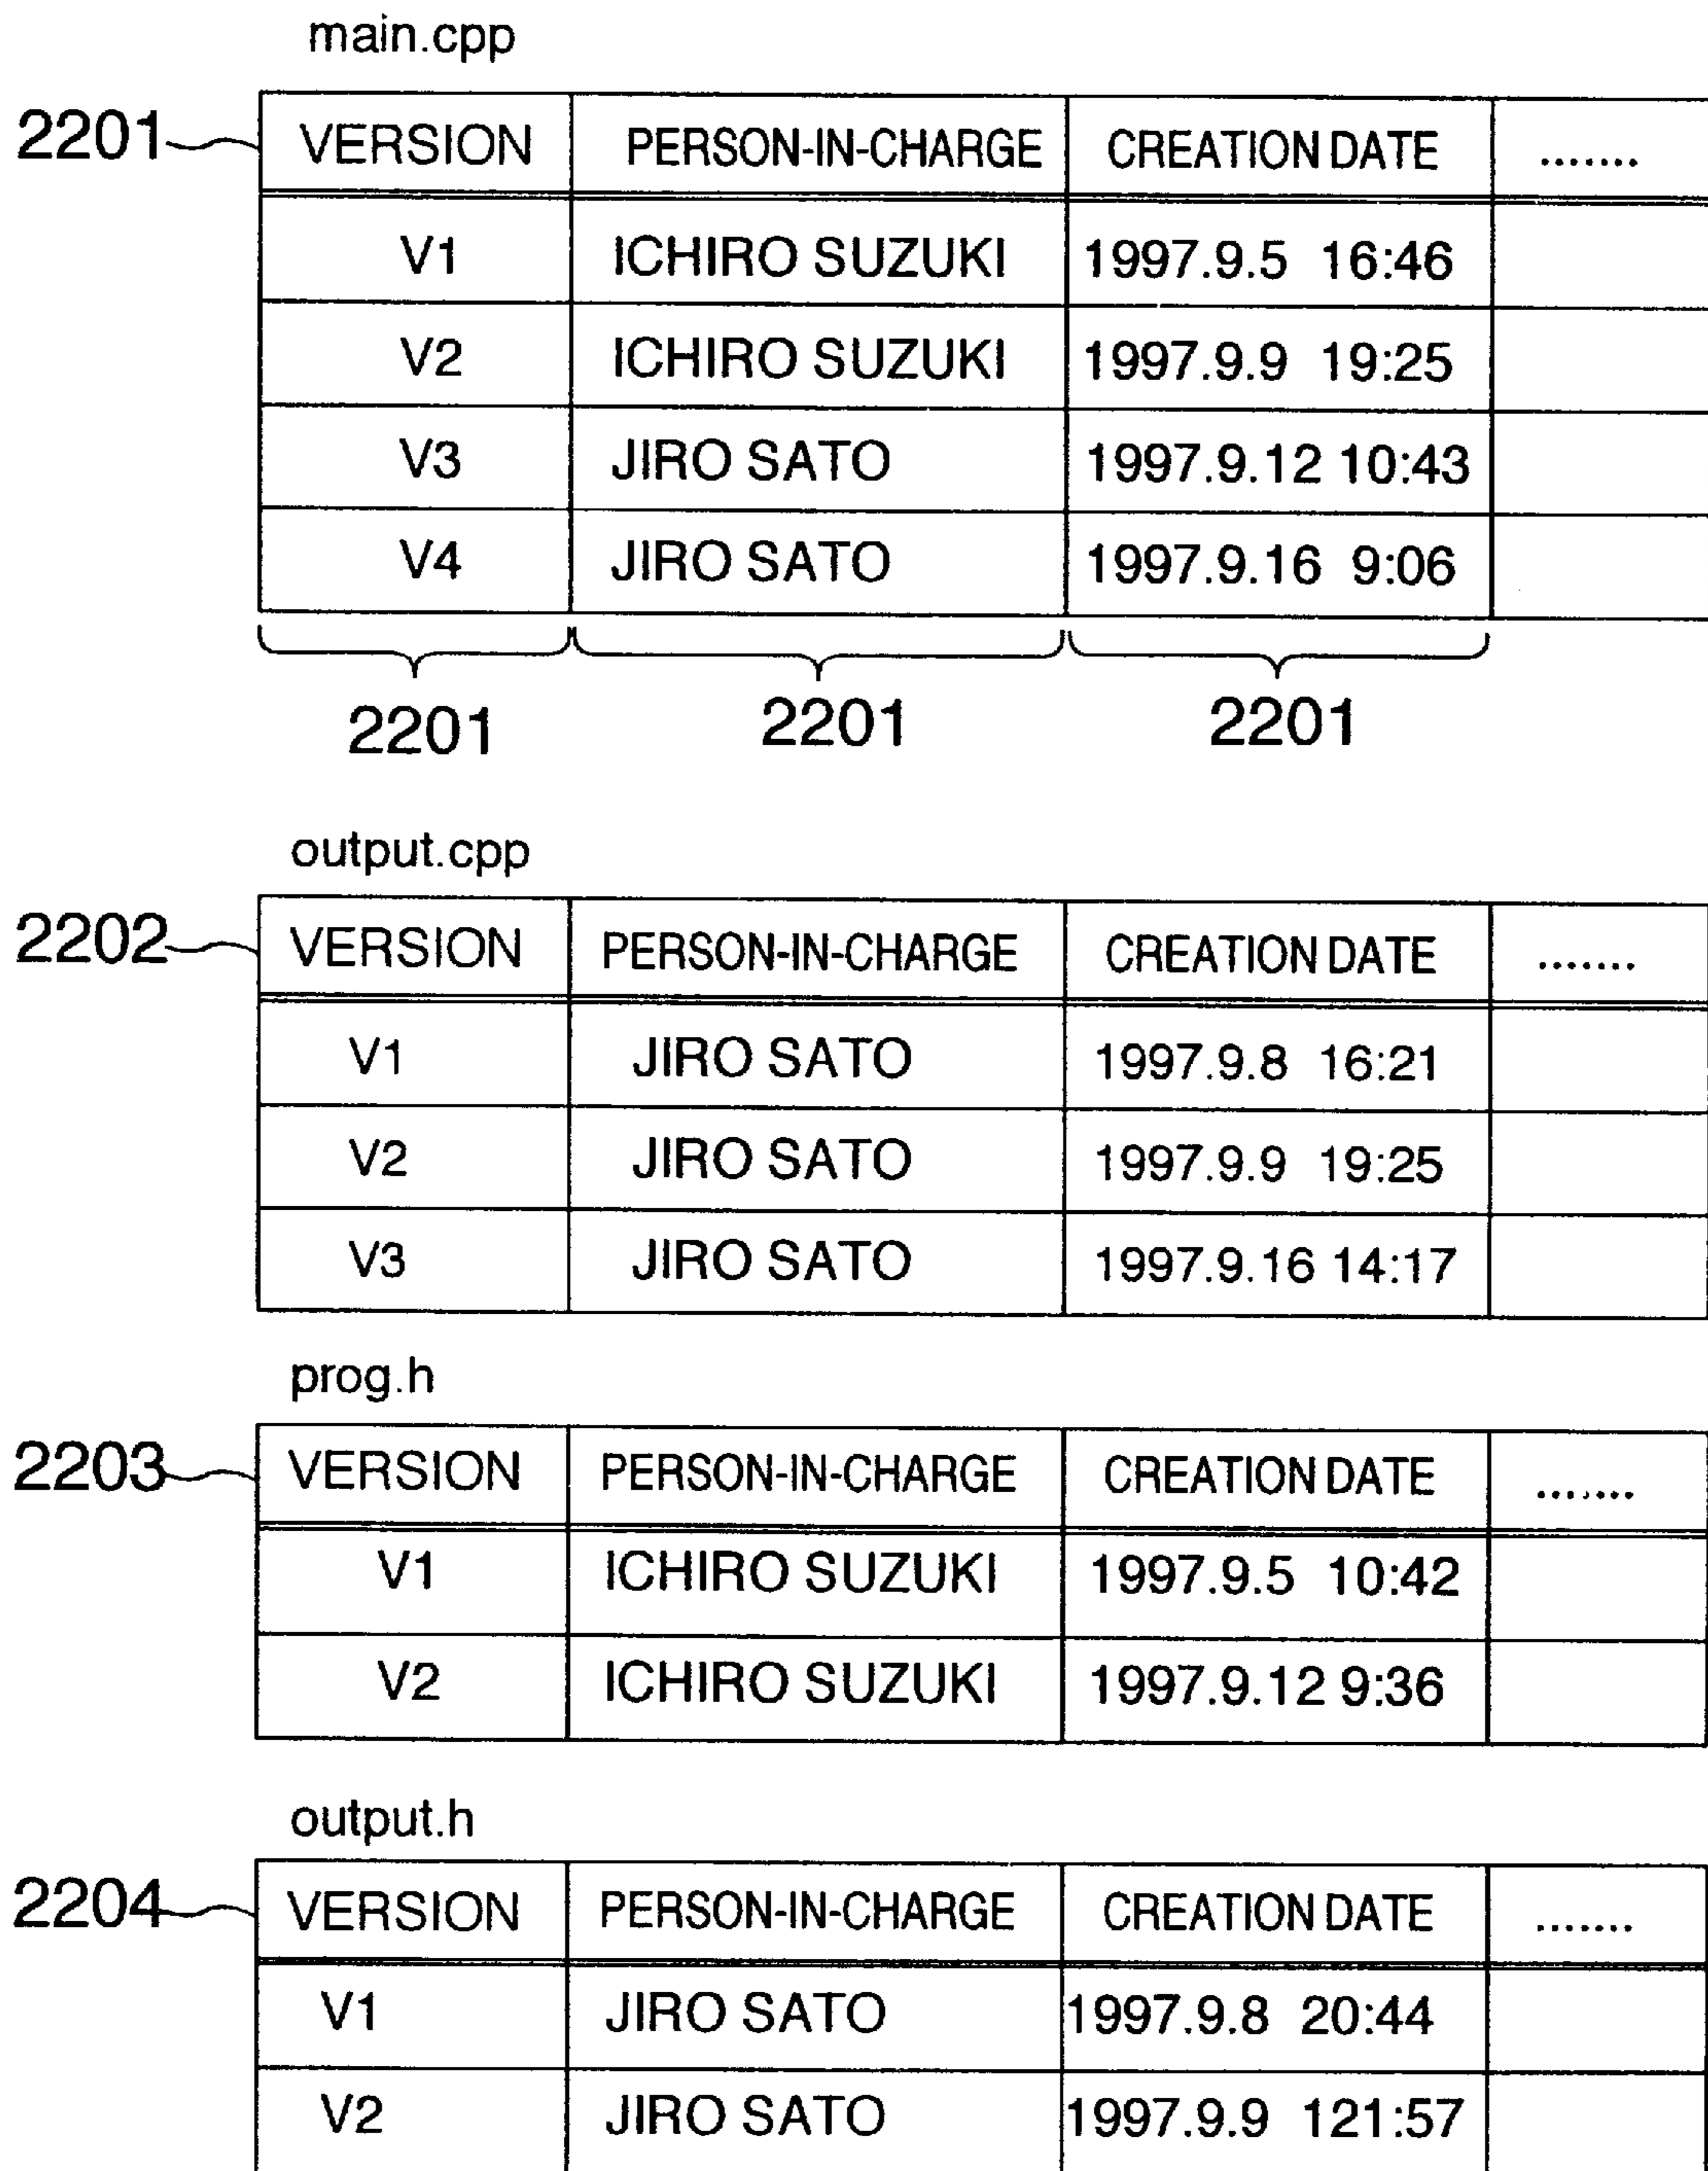 main.cpp
2201 VERSION PERSON-IN-CHARGE CREATION DATE .......
V1 ICHIRO SUZUKI 1997.9.5 16:46
V2 ICHIRO SUZUKI 1997.9.9 19:25
V3 JIRO SATO 1997.9.12 10:43
V4 JIRO SATO 1997.9.16 9:06
2201 2201 2201
output.cpp
2202 VERSION PERSON-IN-CHARGE CREATION DATE .......
V1 JIRO SATO 1997.9.8 16:21
V2 JIRO SATO 1997.9.9 19:25
V3 JIRO SATO 1997.9.16 14:17
prog.h
2203 VERSION PERSON-IN-CHARGE CREATION DATE .......
V1 ICHIRO SUZUKI 1997.9.5 10:42
V2 ICHIRO SUZUKI 1997.9.12 9:36
output.h
2204 VERSION PERSON-IN-CHARGE CREATION DATE .......
V1 JIRO SATO 1997.9.8 20:44
V2 JIRO SATO 1997.9.9 121:57